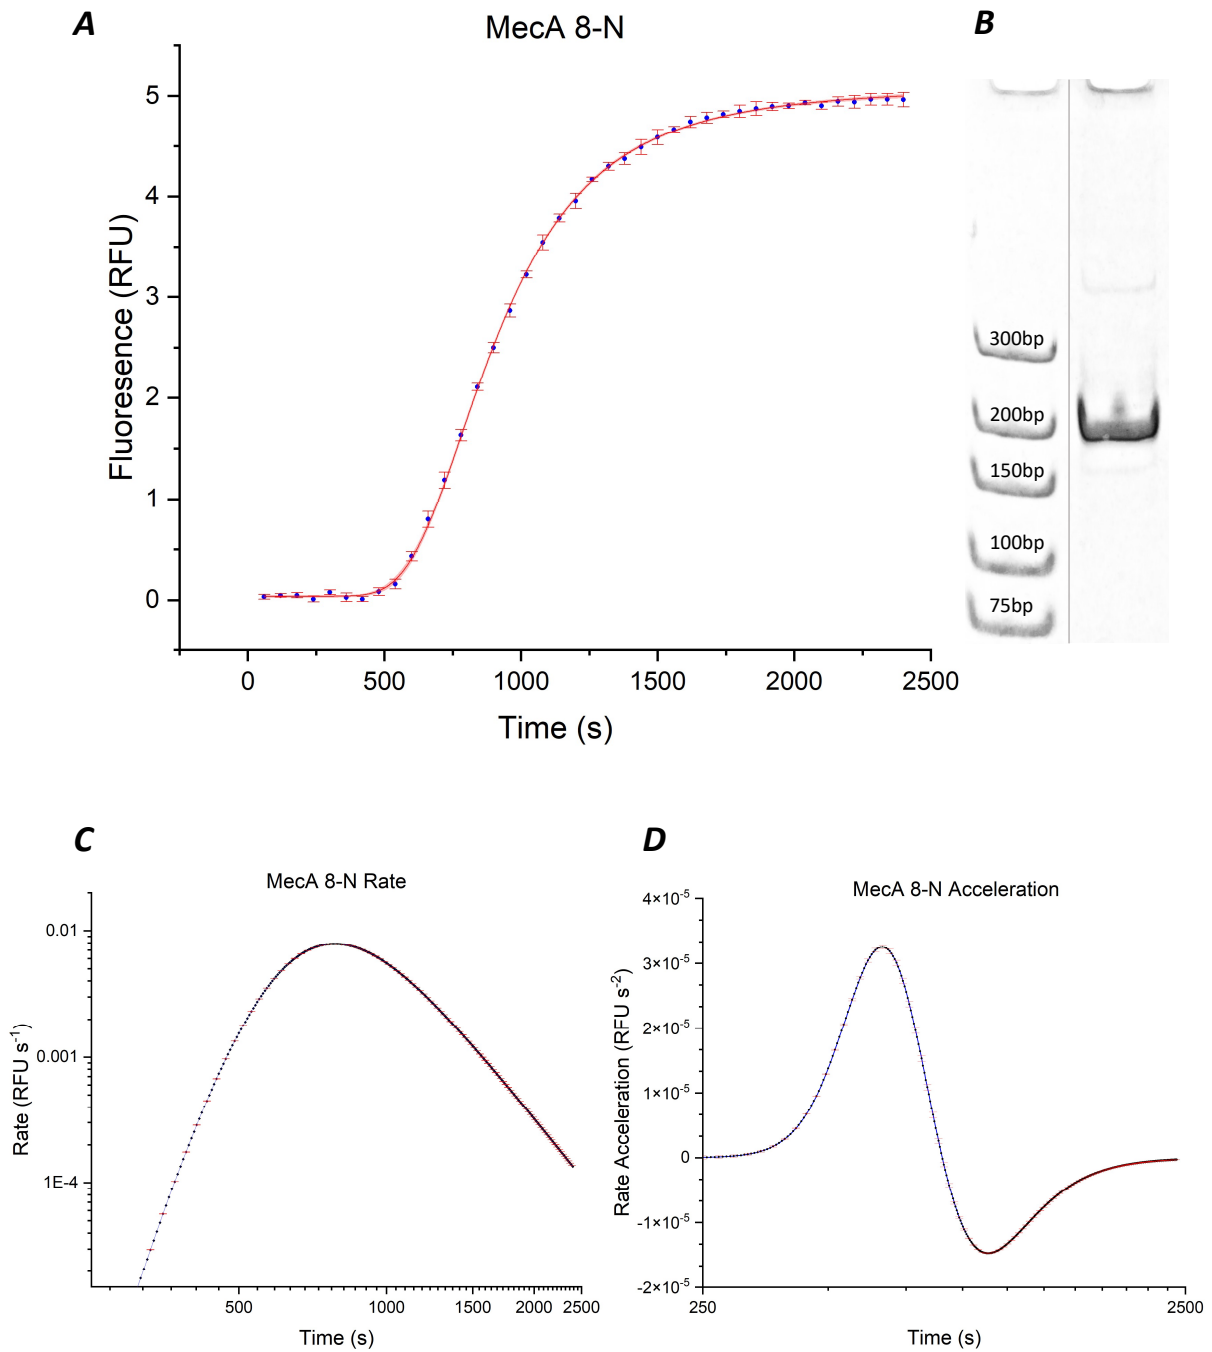 A
MecA 8-N
B
5
4
3
2
1
0
Fluoresence (RFU)
0 500 1000 1500 2000 2500
Time (s)
300bp
200bp
150bp
100bp
75bp
C
MecA 8-N Rate
0.01
0.001
1E-4
Rate (RFU s⁻¹)
500 1000 1500 2000 2500
Time (s)
D
MecA 8-N Acceleration
4×10⁻⁵
3×10⁻⁵
2×10⁻⁵
1×10⁻⁵
0
-1×10⁻⁵
-2×10⁻⁵
Rate Acceleration (RFU s⁻²)
250 2500
Time (s)